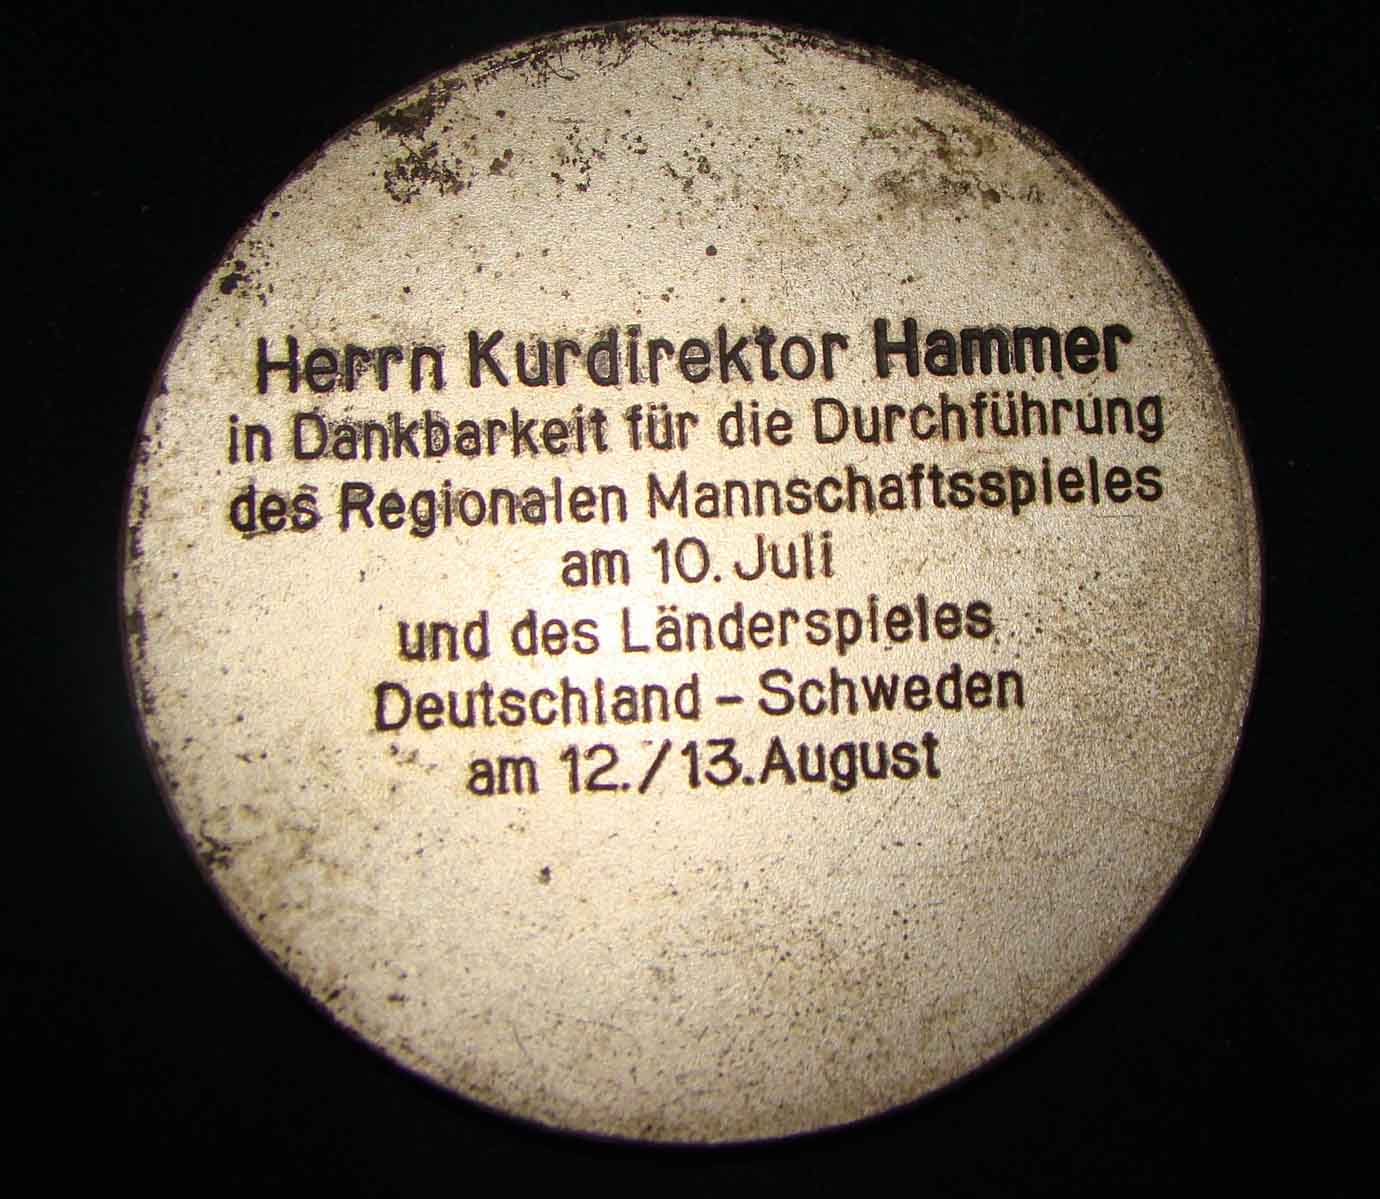 Herrn Kurdirektor Hammer
in Dankbarkeit für die Durchführung
des Regionalen Mannschaftsspieles
am 10. Juli
und des Länderspieles
Deutschland - Schweden
am 12./13. August